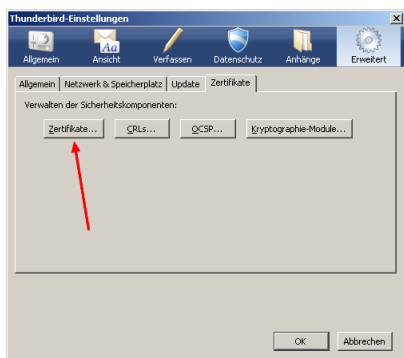 Thunderbird-Einstellungen
Allgemein Ansicht Verfassen Datenschutz Anhänge Erweitert
Allgemein Netzwerk & Speicherplatz Update Zertifikate
Verwalten der Sicherheitskomponenten:
Zertifikate... CRLs... OCSP... Kryptographie-Module...
OK Abbrechen